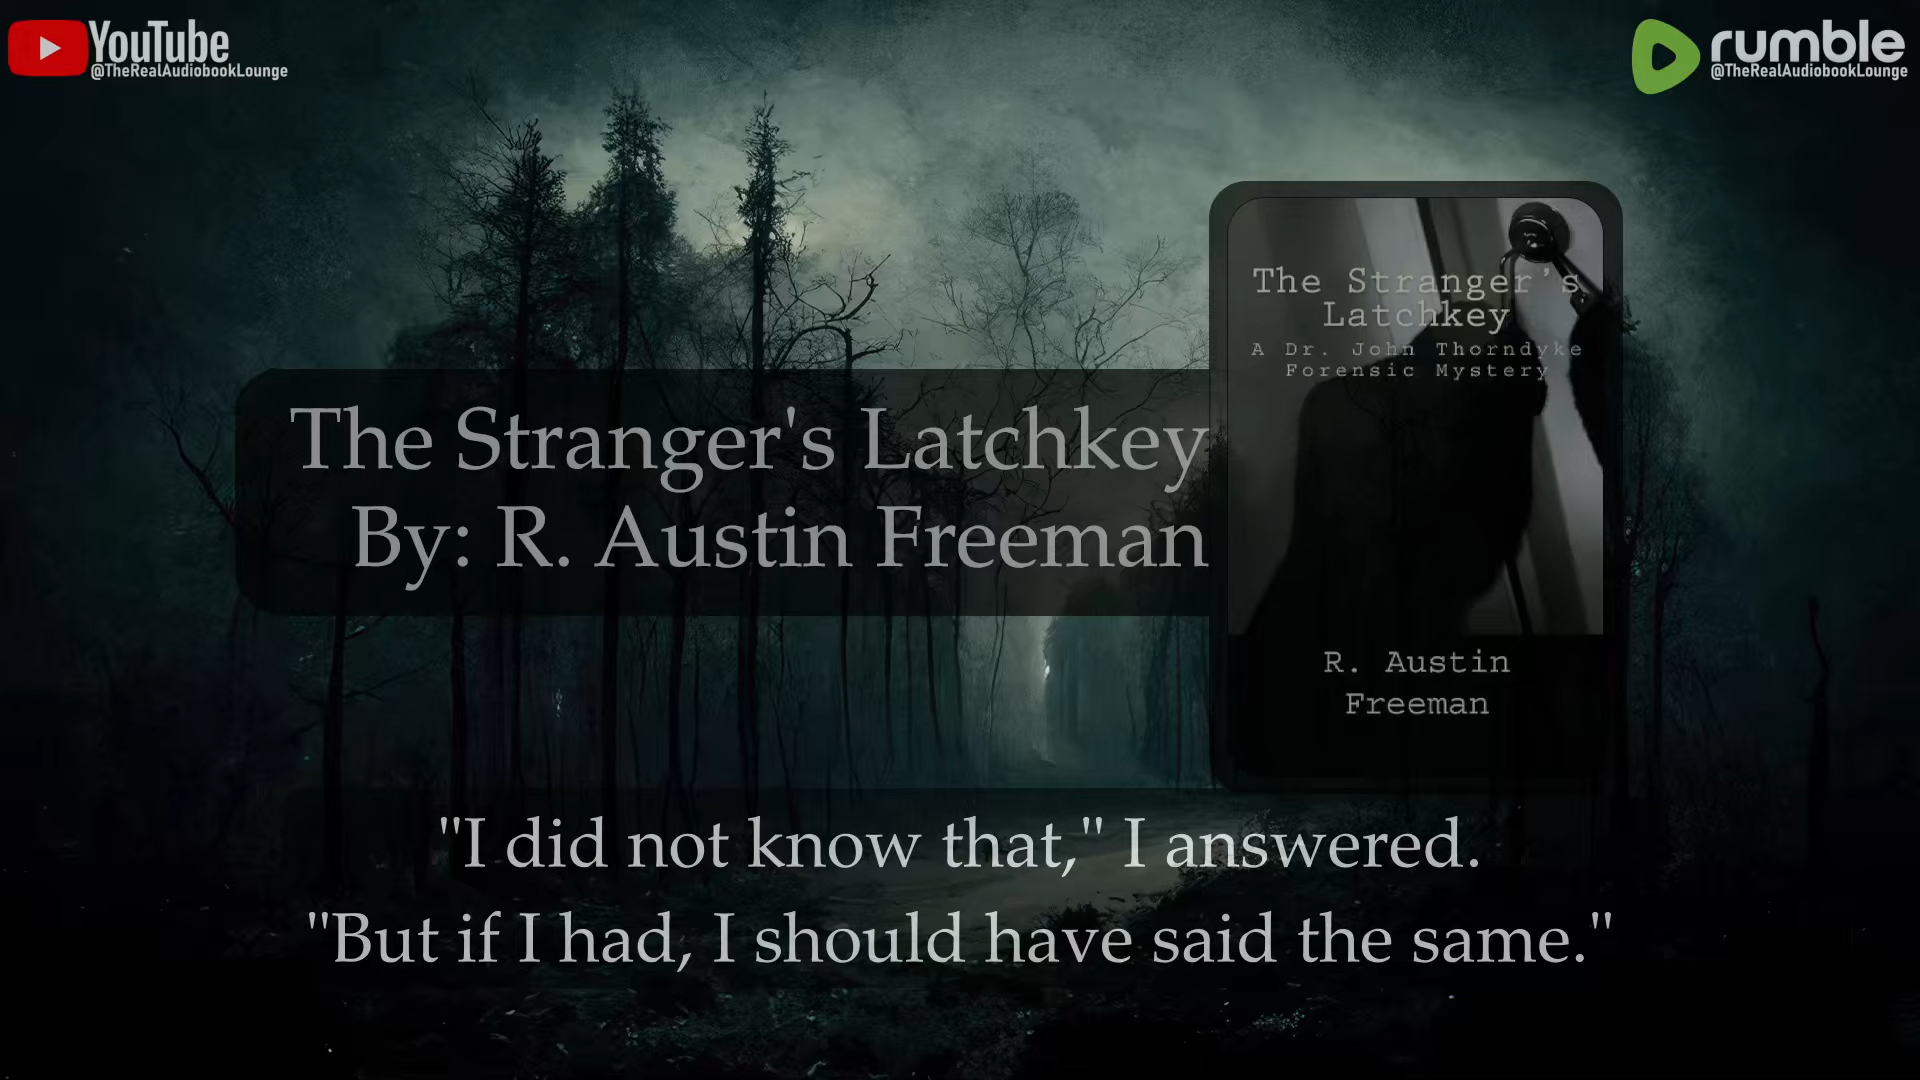 YouTube
@TheRealAudiobookLounge
rumble
@TheRealAudiobookLounge
The Stranger's Latchkey
By: R. Austin Freeman
The Stranger's
Latchkey
A Dr. John Thorndyke
Forensic Mystery
R. Austin
Freeman
"I did not know that," I answered.
"But if I had, I should have said the same."